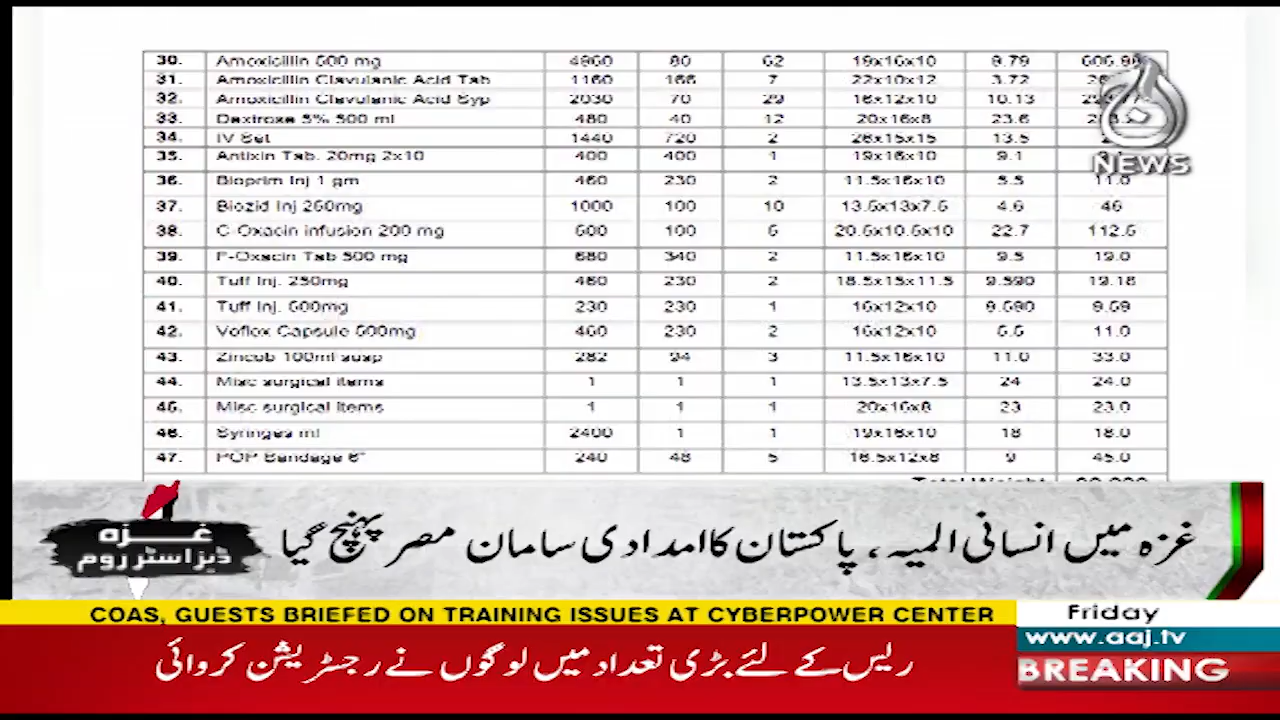 30. Amoxicillin 500 mg 4960 80 62 19x16x10 9.79
31. Amoxicillin Clavulanic Acid Tab 1160 166 7 22x10x12 3.72
32. Amoxicillin Clavulanic Acid Syp 2030 70 29 16x12x10 10.13
33. Dextrose 5% 500 ml 480 40 12 20x16x8 23.6
34. IV Set 1440 720 2 26x15x15 13.5
35. Antixin Tab. 20mg 2x10 400 400 1 19x16x10 9.1
36. Bioprim Inj 1 gm 460 230 2 11.5x16x10 5.5 11.0
37. Biozid Inj 250mg 1000 100 10 13.5x13x7.5 4.6 46
38. C-Oxacin infusion 200 mg 500 100 5 20.5x10.5x10 22.7 112.5
39. F-Oxacin Tab 500 mg 680 340 2 11.5x16x10 9.5 19.0
40. Tuff Inj. 250mg 460 230 2 18.5x15x11.5 9.590 19.18
41. Tuff Inj. 500mg 230 230 1 16x12x10 9.590 9.59
42. Voflox Capsule 500mg 460 230 2 16x12x10 5.5 11.0
43. Zincob 100ml susp 282 94 3 11.5x16x10 11.0 33.0
44. Misc surgical items 1 1 1 13.5x13x7.5 24 24.0
45. Misc surgical items 1 1 1 20x16x8 23 23.0
46. Syringes ml 2400 1 1 19x16x10 18 18.0
47. POP Bandage 6" 240 48 5 16.5x12x8 9 45.0
Total Weight
آج
NEWS
غزہ
ڈیزاسٹر روم
غزہ میں انسانی المیہ، پاکستان کا امدادی سامان مصر پہنچ گیا
COAS, GUESTS BRIEFED ON TRAINING ISSUES AT CYBERPOWER CENTER
Friday
www.aaj.tv
BREAKING
ریس کے لئے بڑی تعداد میں لوگوں نے رجسٹریشن کروائی